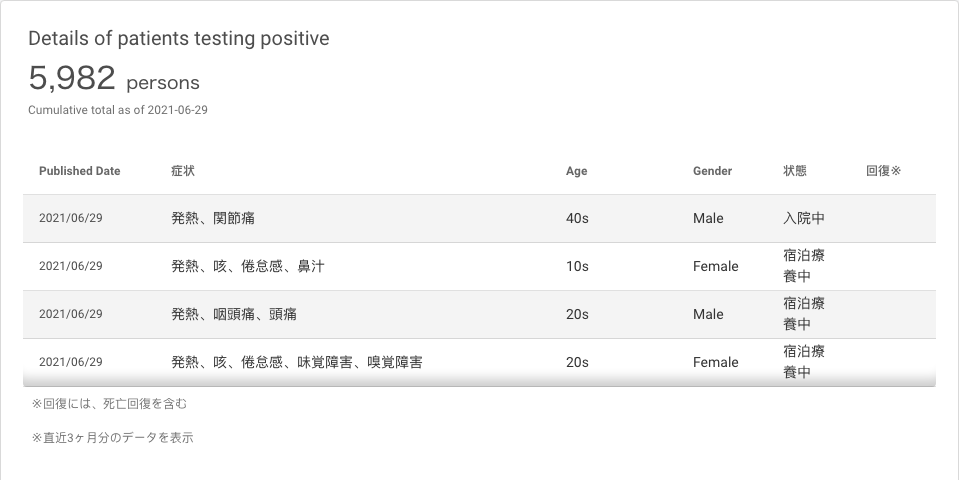 Details of patients testing positive
5,982 persons
Cumulative total as of 2021-06-29
Published Date 症状 Age Gender 状態 回復※
2021/06/29 発熱、関節痛 40s Male 入院中
2021/06/29 発熱、咳、倦怠感、鼻汁 10s Female 宿泊療
養中
2021/06/29 発熱、咽頭痛、頭痛 20s Male 宿泊療
養中
2021/06/29 発熱、咳、倦怠感、味覚障害、嗅覚障害 20s Female 宿泊療
養中
※回復には、死亡回復を含む
※直近3ヶ月分のデータを表示